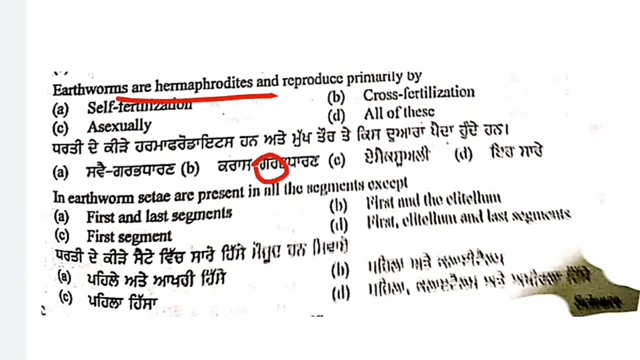 Earthworms are hermaphrodites and reproduce primarily by
(a) Self-fertilization (b) Cross-fertilization
(c) Asexually (d) All of these
ਧਰਤੀ ਦੇ ਕੀੜੇ ਹਰਮਾਫਰੋਡਾਇਟਸ ਹਨ ਅਤੇ ਮੁੱਖ ਤੌਰ ਤੇ ਕਿਸ ਦੁਆਰਾ ਪੈਦਾ ਹੁੰਦੇ ਹਨ।
(a) ਸਵੈ-ਗਰਭਧਾਰਣ (b) ਕਰਾਸ-ਗਰਭਧਾਰਣ (c) ਏਸੈਕਸੂਅਲੀ (d) ਇਹ ਸਾਰੇ
In earthworm setae are present in all the segments except
(a) First and last segments (b) First and the clitellum
(c) First segment (d) First, clitellum and last segments
ਧਰਤੀ ਦੇ ਕੀੜੇ ਸੈਟੇ ਵਿੱਚ ਸਾਰੇ ਹਿੱਸੇ ਮੌਜੂਦ ਹਨ (ਸਿਵਾਏ)
(a) ਪਹਿਲੇ ਅਤੇ ਆਖਰੀ ਹਿੱਸੇ (b) ਪਹਿਲਾ ਅਤੇ
(c) ਪਹਿਲਾ ਹਿੱਸਾ (d) ਪਹਿਲਾ,